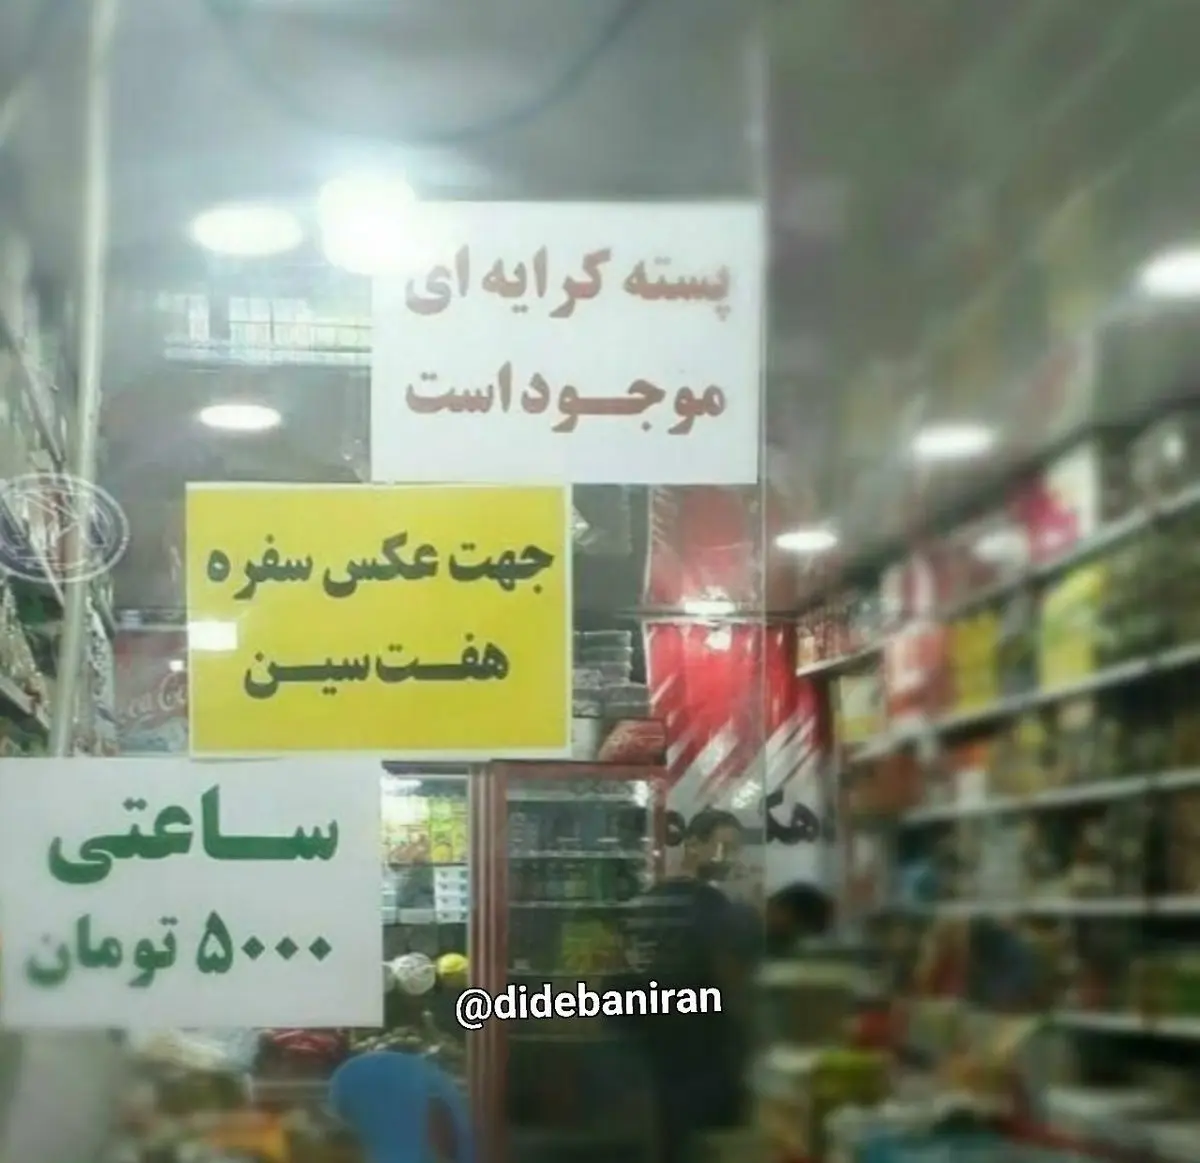 پسته کرایه ای
موجود است
جهت عکس سفره
هفت سین
ساعتی
۵۰۰۰ تومان
@didebaniran